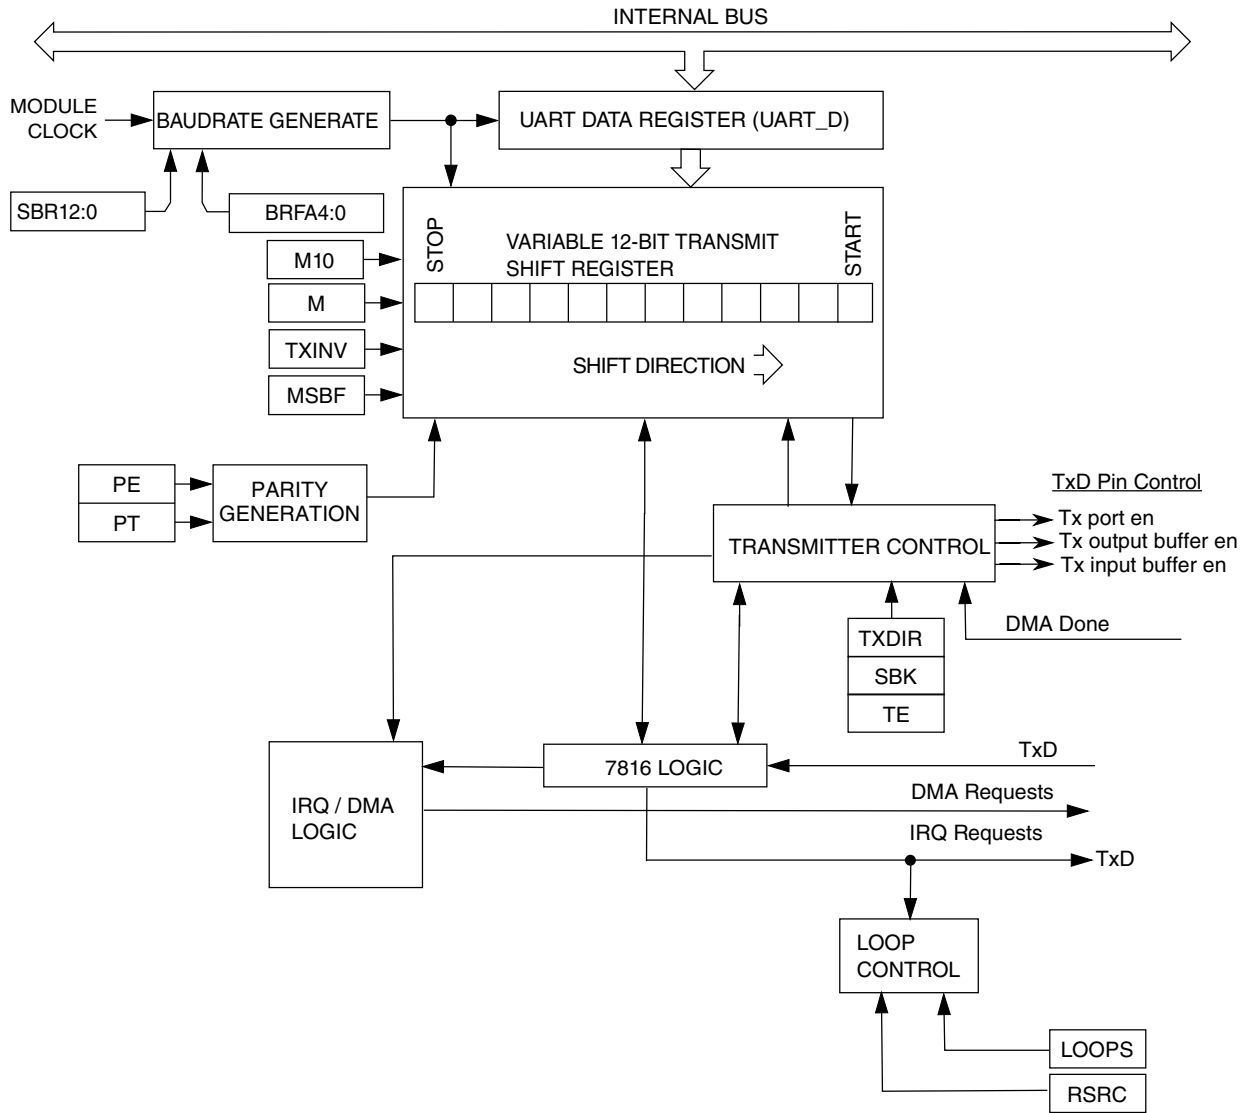 INTERNAL BUS
MODULE
CLOCK
BAUDRATE GENERATE
UART DATA REGISTER (UART_D)
SBR12:0
BRFA4:0
M10
M
TXINV
MSBF
STOP
VARIABLE 12-BIT TRANSMIT
SHIFT REGISTER
START
SHIFT DIRECTION
PE
PT
PARITY
GENERATION
TxD Pin Control
Tx port en
Tx output buffer en
Tx input buffer en
TRANSMITTER CONTROL
DMA Done
TXDIR
SBK
TE
7816 LOGIC
TxD
IRQ / DMA
LOGIC
DMA Requests
IRQ Requests
TxD
LOOP
CONTROL
LOOPS
RSRC